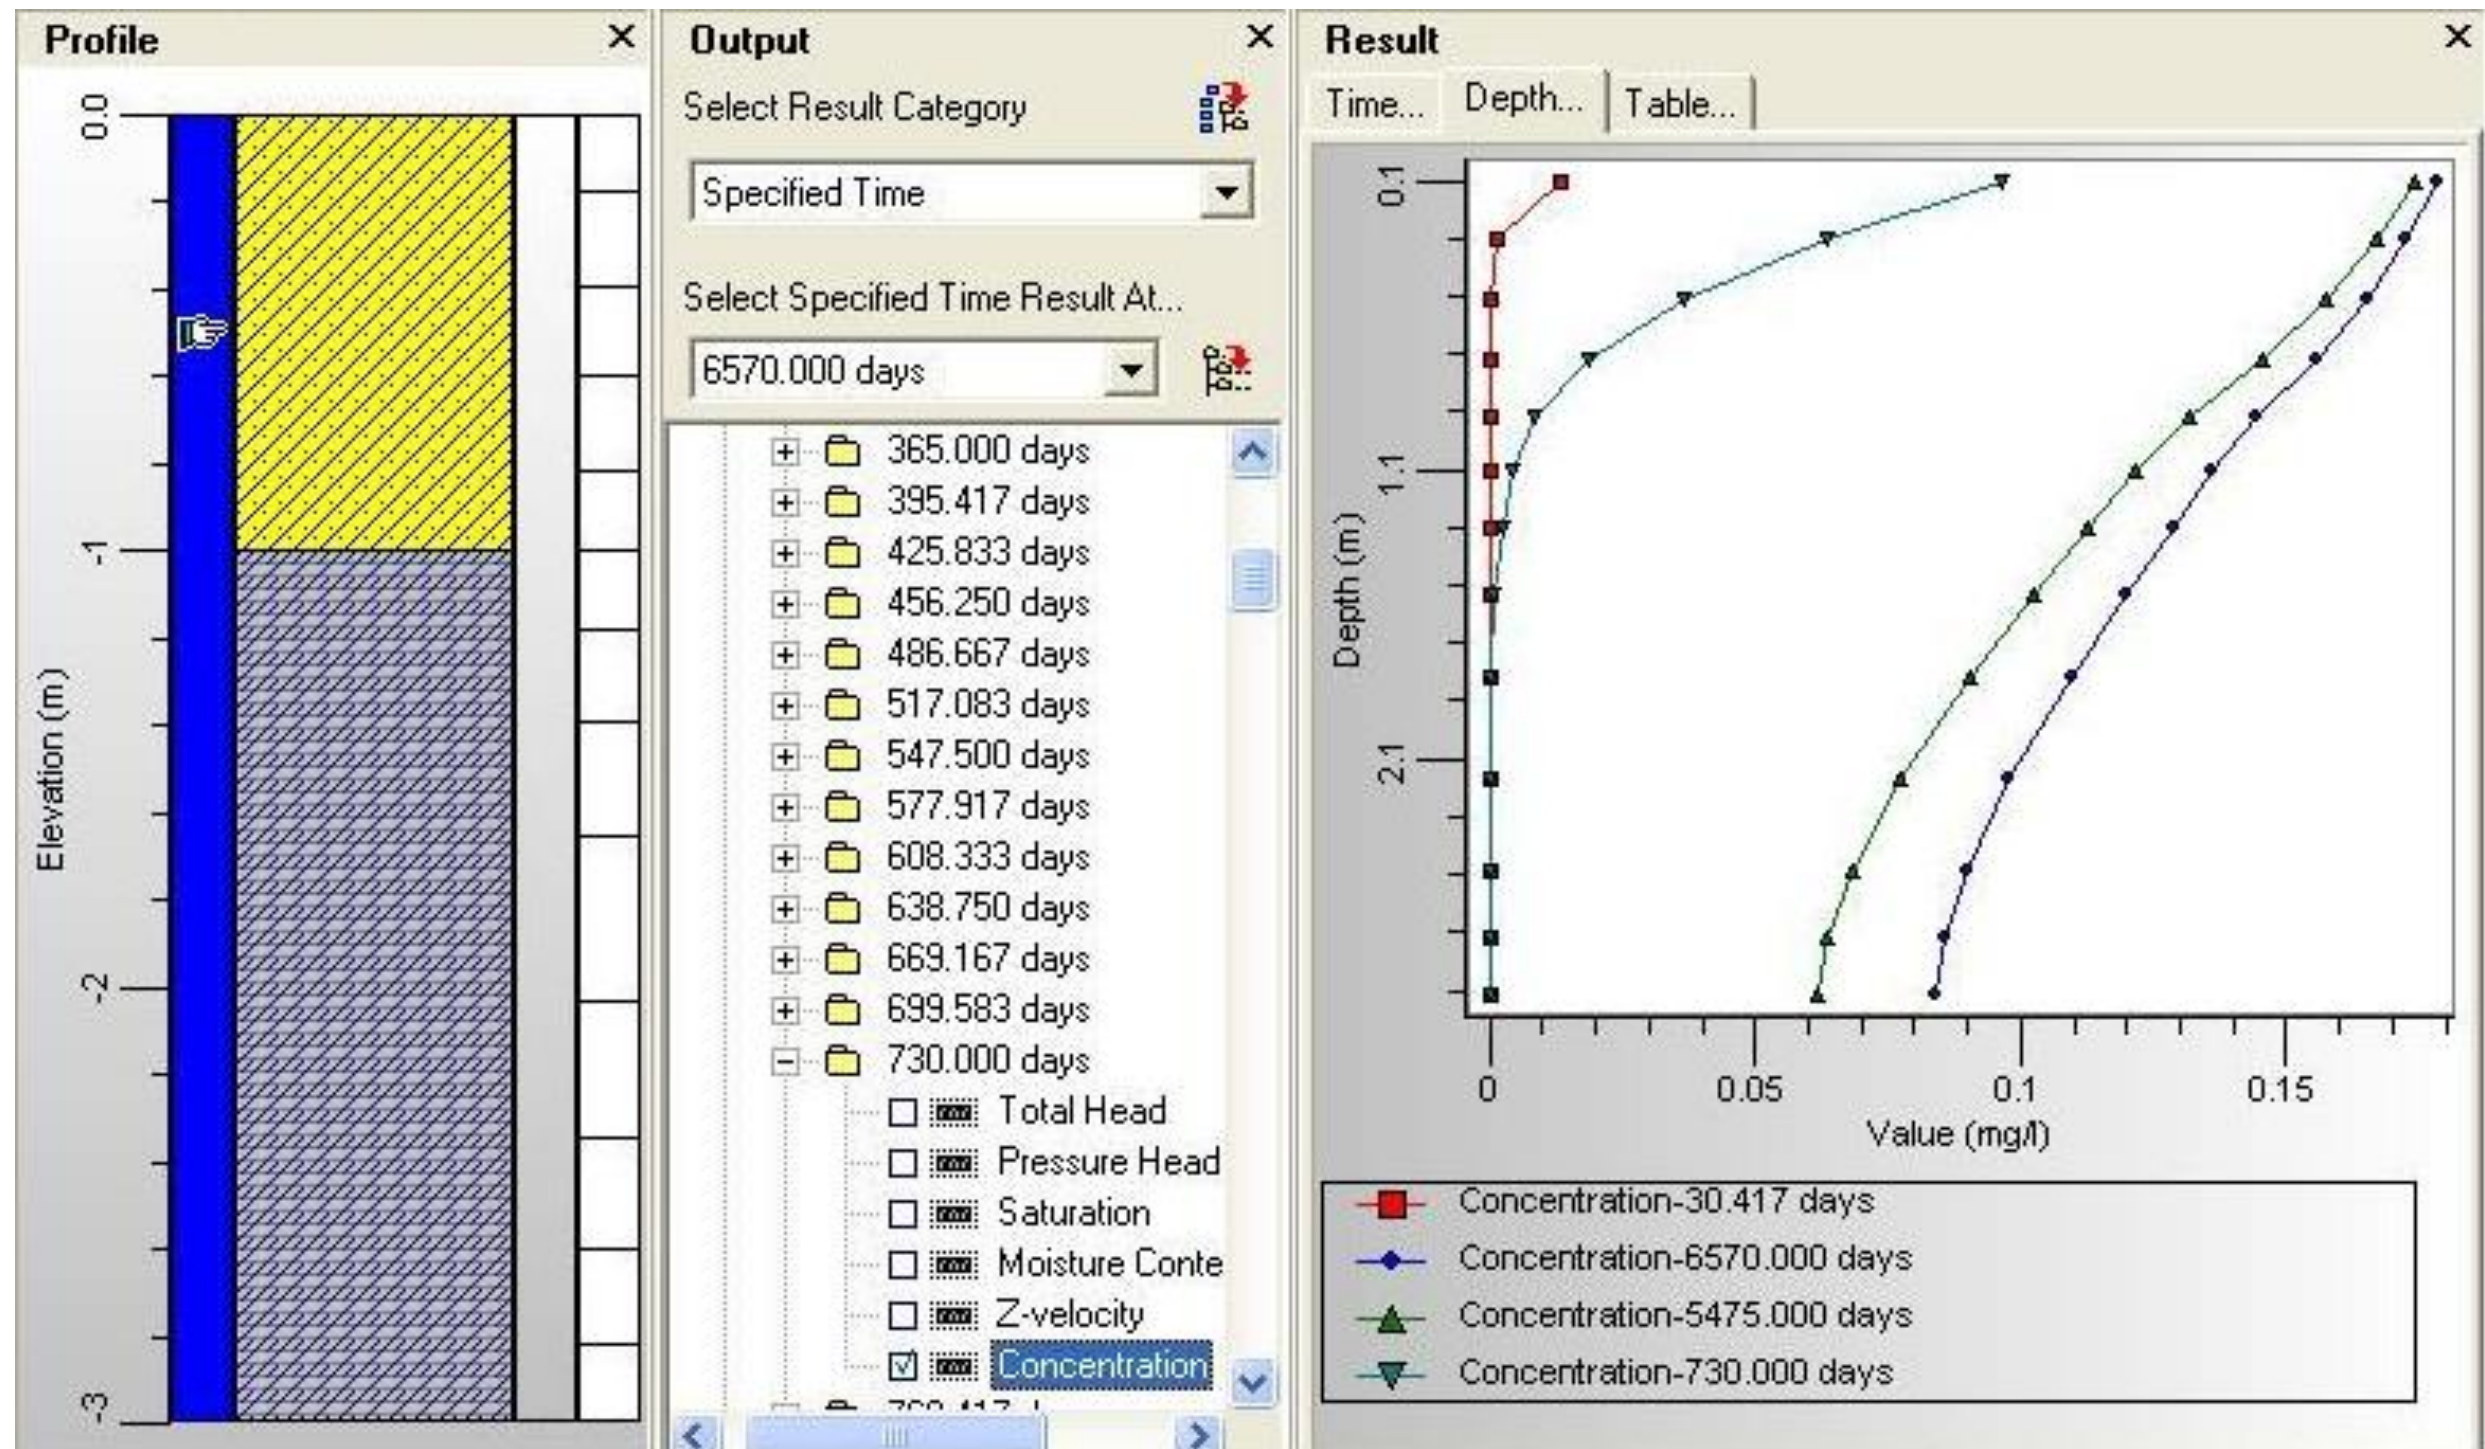 Profile
0.0
-1
-2
-3
Elevation (m)
Output
Select Result Category
Specified Time
Select Specified Time Result At...
6570.000 days
365.000 days
395.417 days
425.833 days
456.250 days
486.667 days
517.083 days
547.500 days
577.917 days
608.333 days
638.750 days
669.167 days
699.583 days
730.000 days
Total Head
Pressure Head
Saturation
Moisture Conte
Z-velocity
Concentration
Result
Time... Depth... Table...
0.1
1.1
2.1
Depth (m)
0 0.05 0.1 0.15
Value (mg/l)
Concentration-30.417 days
Concentration-6570.000 days
Concentration-5475.000 days
Concentration-730.000 days